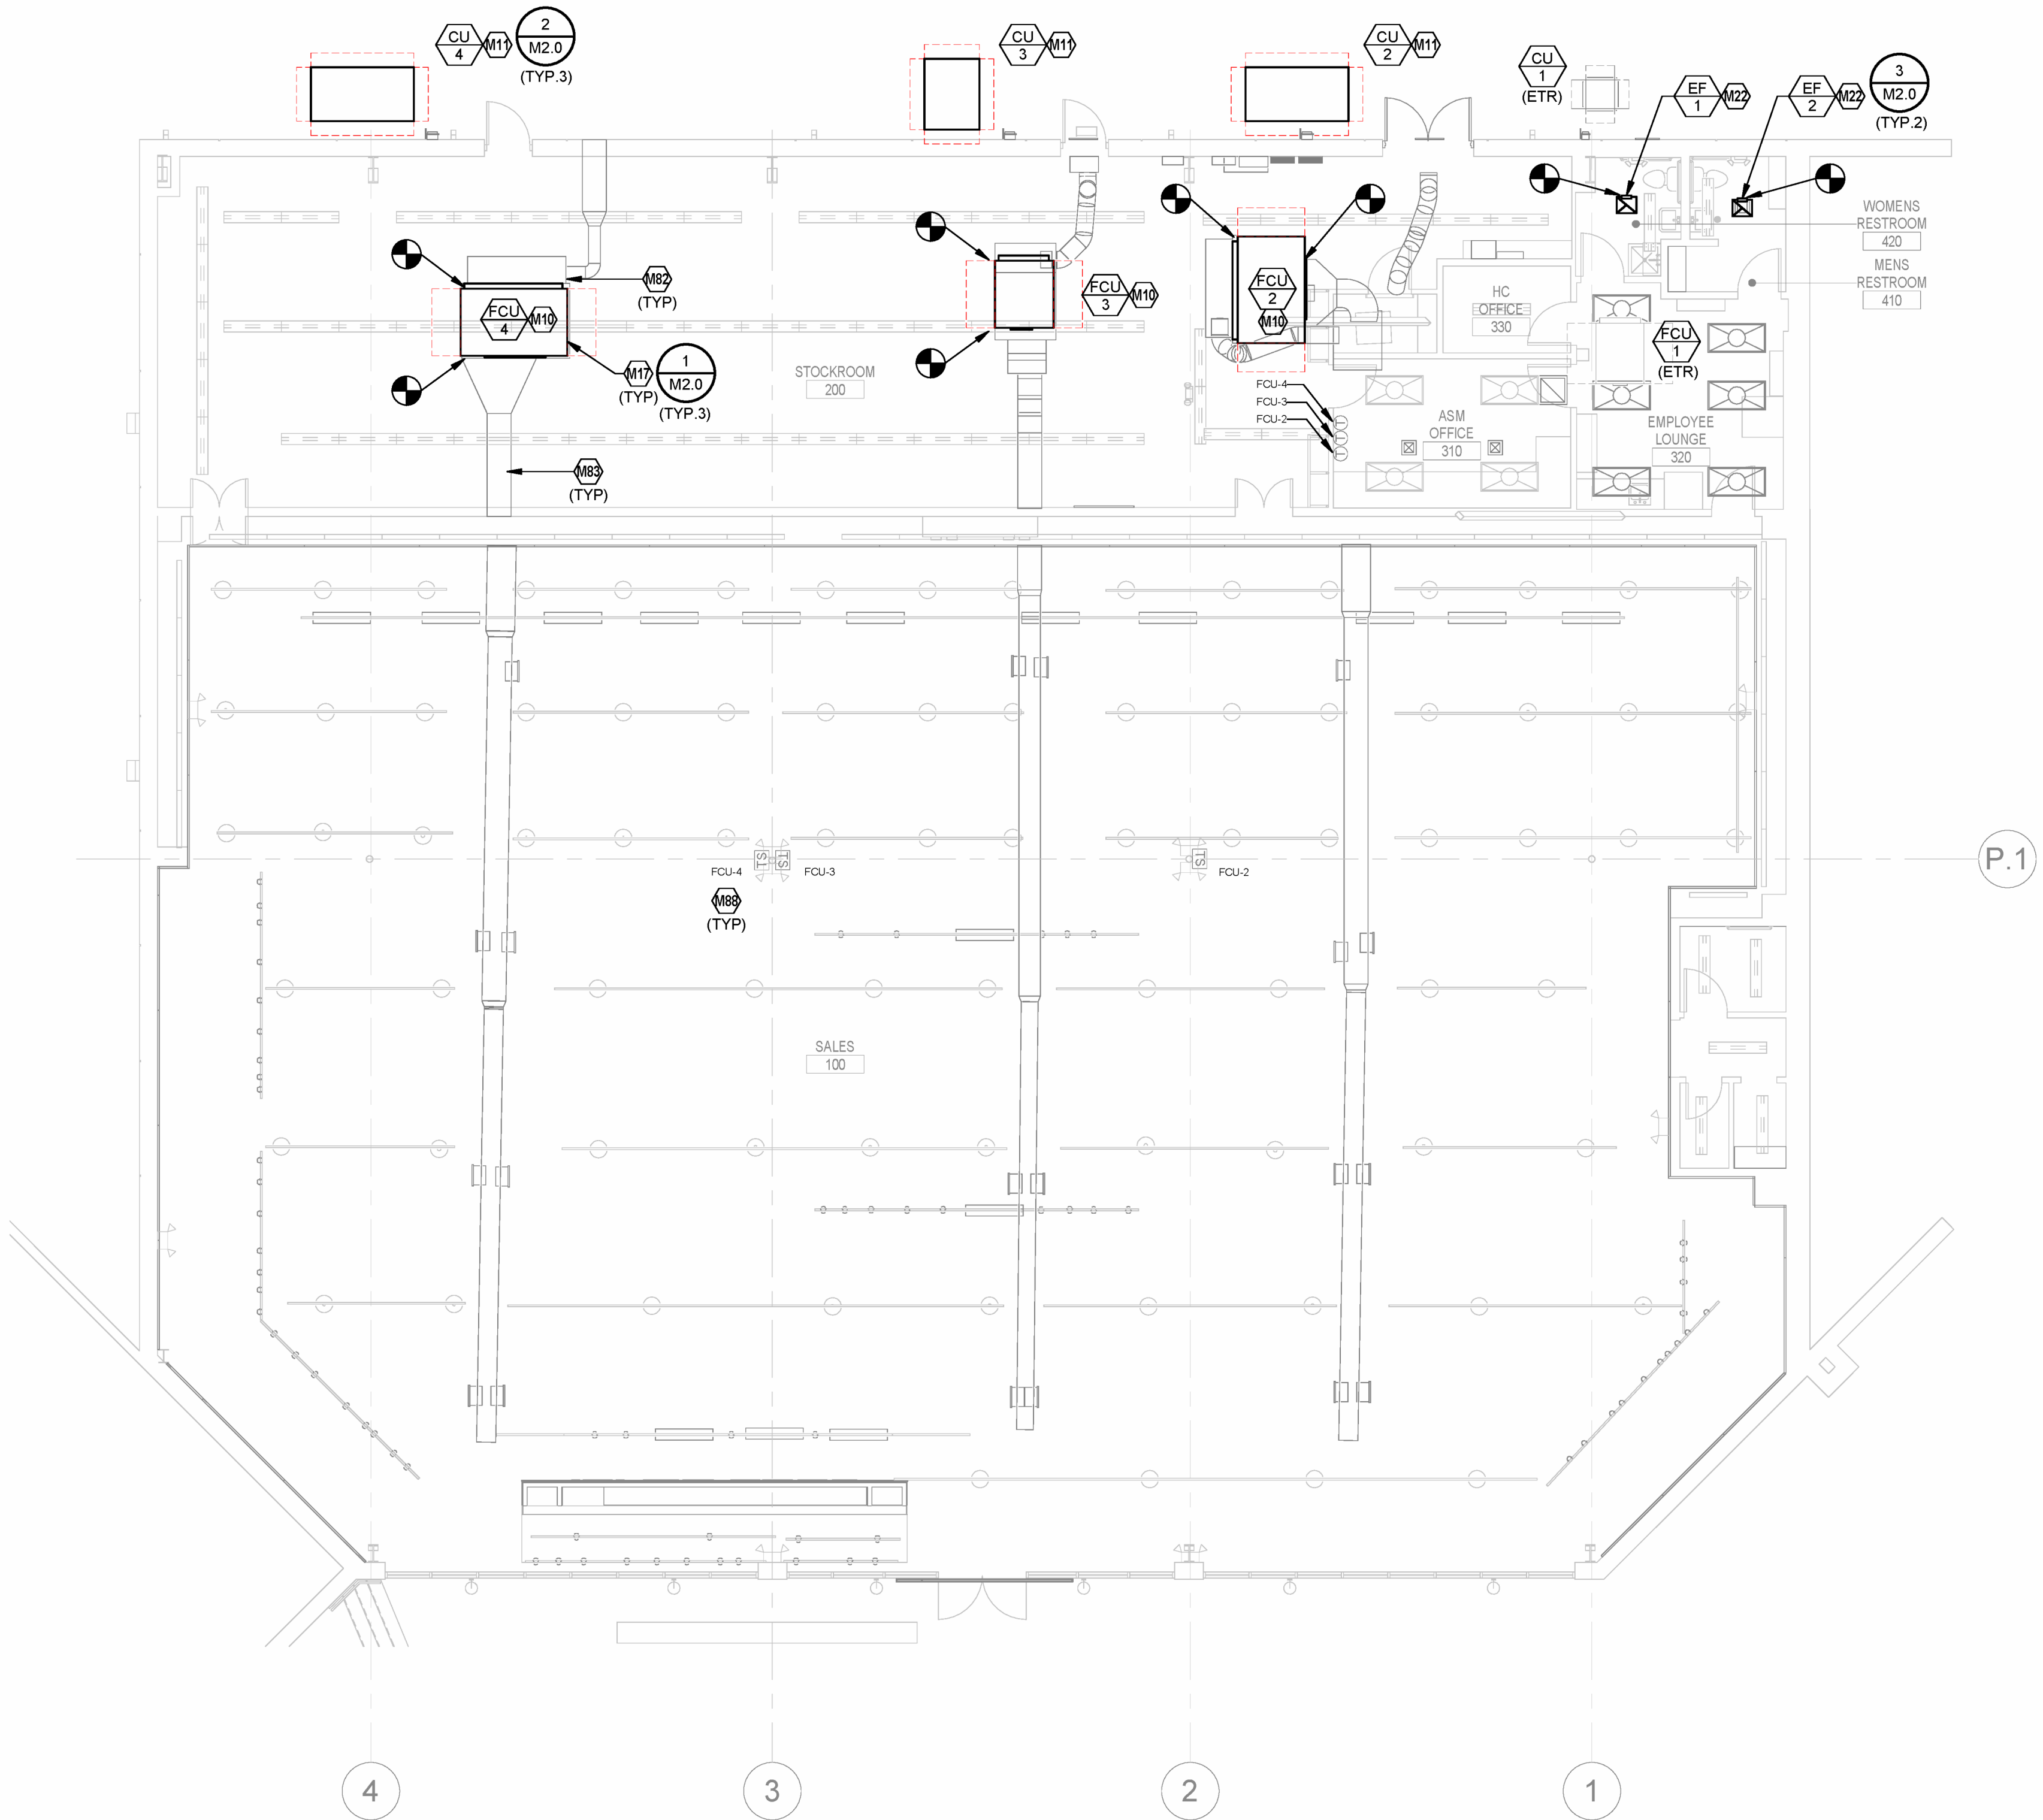 CU
4
M11
2
M2.0
(TYP.3)
CU
3
M11
CU
2
M11
CU
1
(ETR)
EF
1
M22
EF
2
M22
3
M2.0
(TYP.2)
WOMENS
RESTROOM
420
MENS
RESTROOM
410
M82
(TYP)
FCU
4
M10
M17
(TYP)
1
M2.0
(TYP.3)
FCU
3
M10
FCU
2
M10
HC
OFFICE
330
FCU
1
(ETR)
STOCKROOM
200
FCU-4
FCU-3
FCU-2
T
T
T
ASM
OFFICE
310
EMPLOYEE
LOUNGE
320
M83
(TYP)
TS
TS
TS
FCU-4
FCU-3
FCU-2
M88
(TYP)
P.1
SALES
100
4
3
2
1